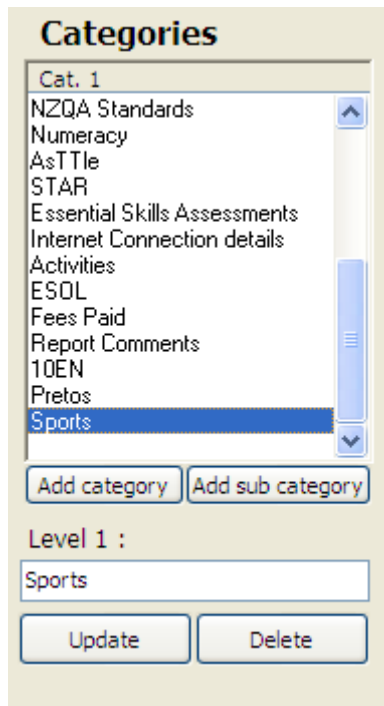 Categories
Cat. 1
NZQA Standards
Numeracy
AsTTle
STAR
Essential Skills Assessments
Internet Connection details
Activities
ESOL
Fees Paid
Report Comments
10EN
Pretos
Sports
Add category Add sub category
Level 1 :
Sports
Update Delete